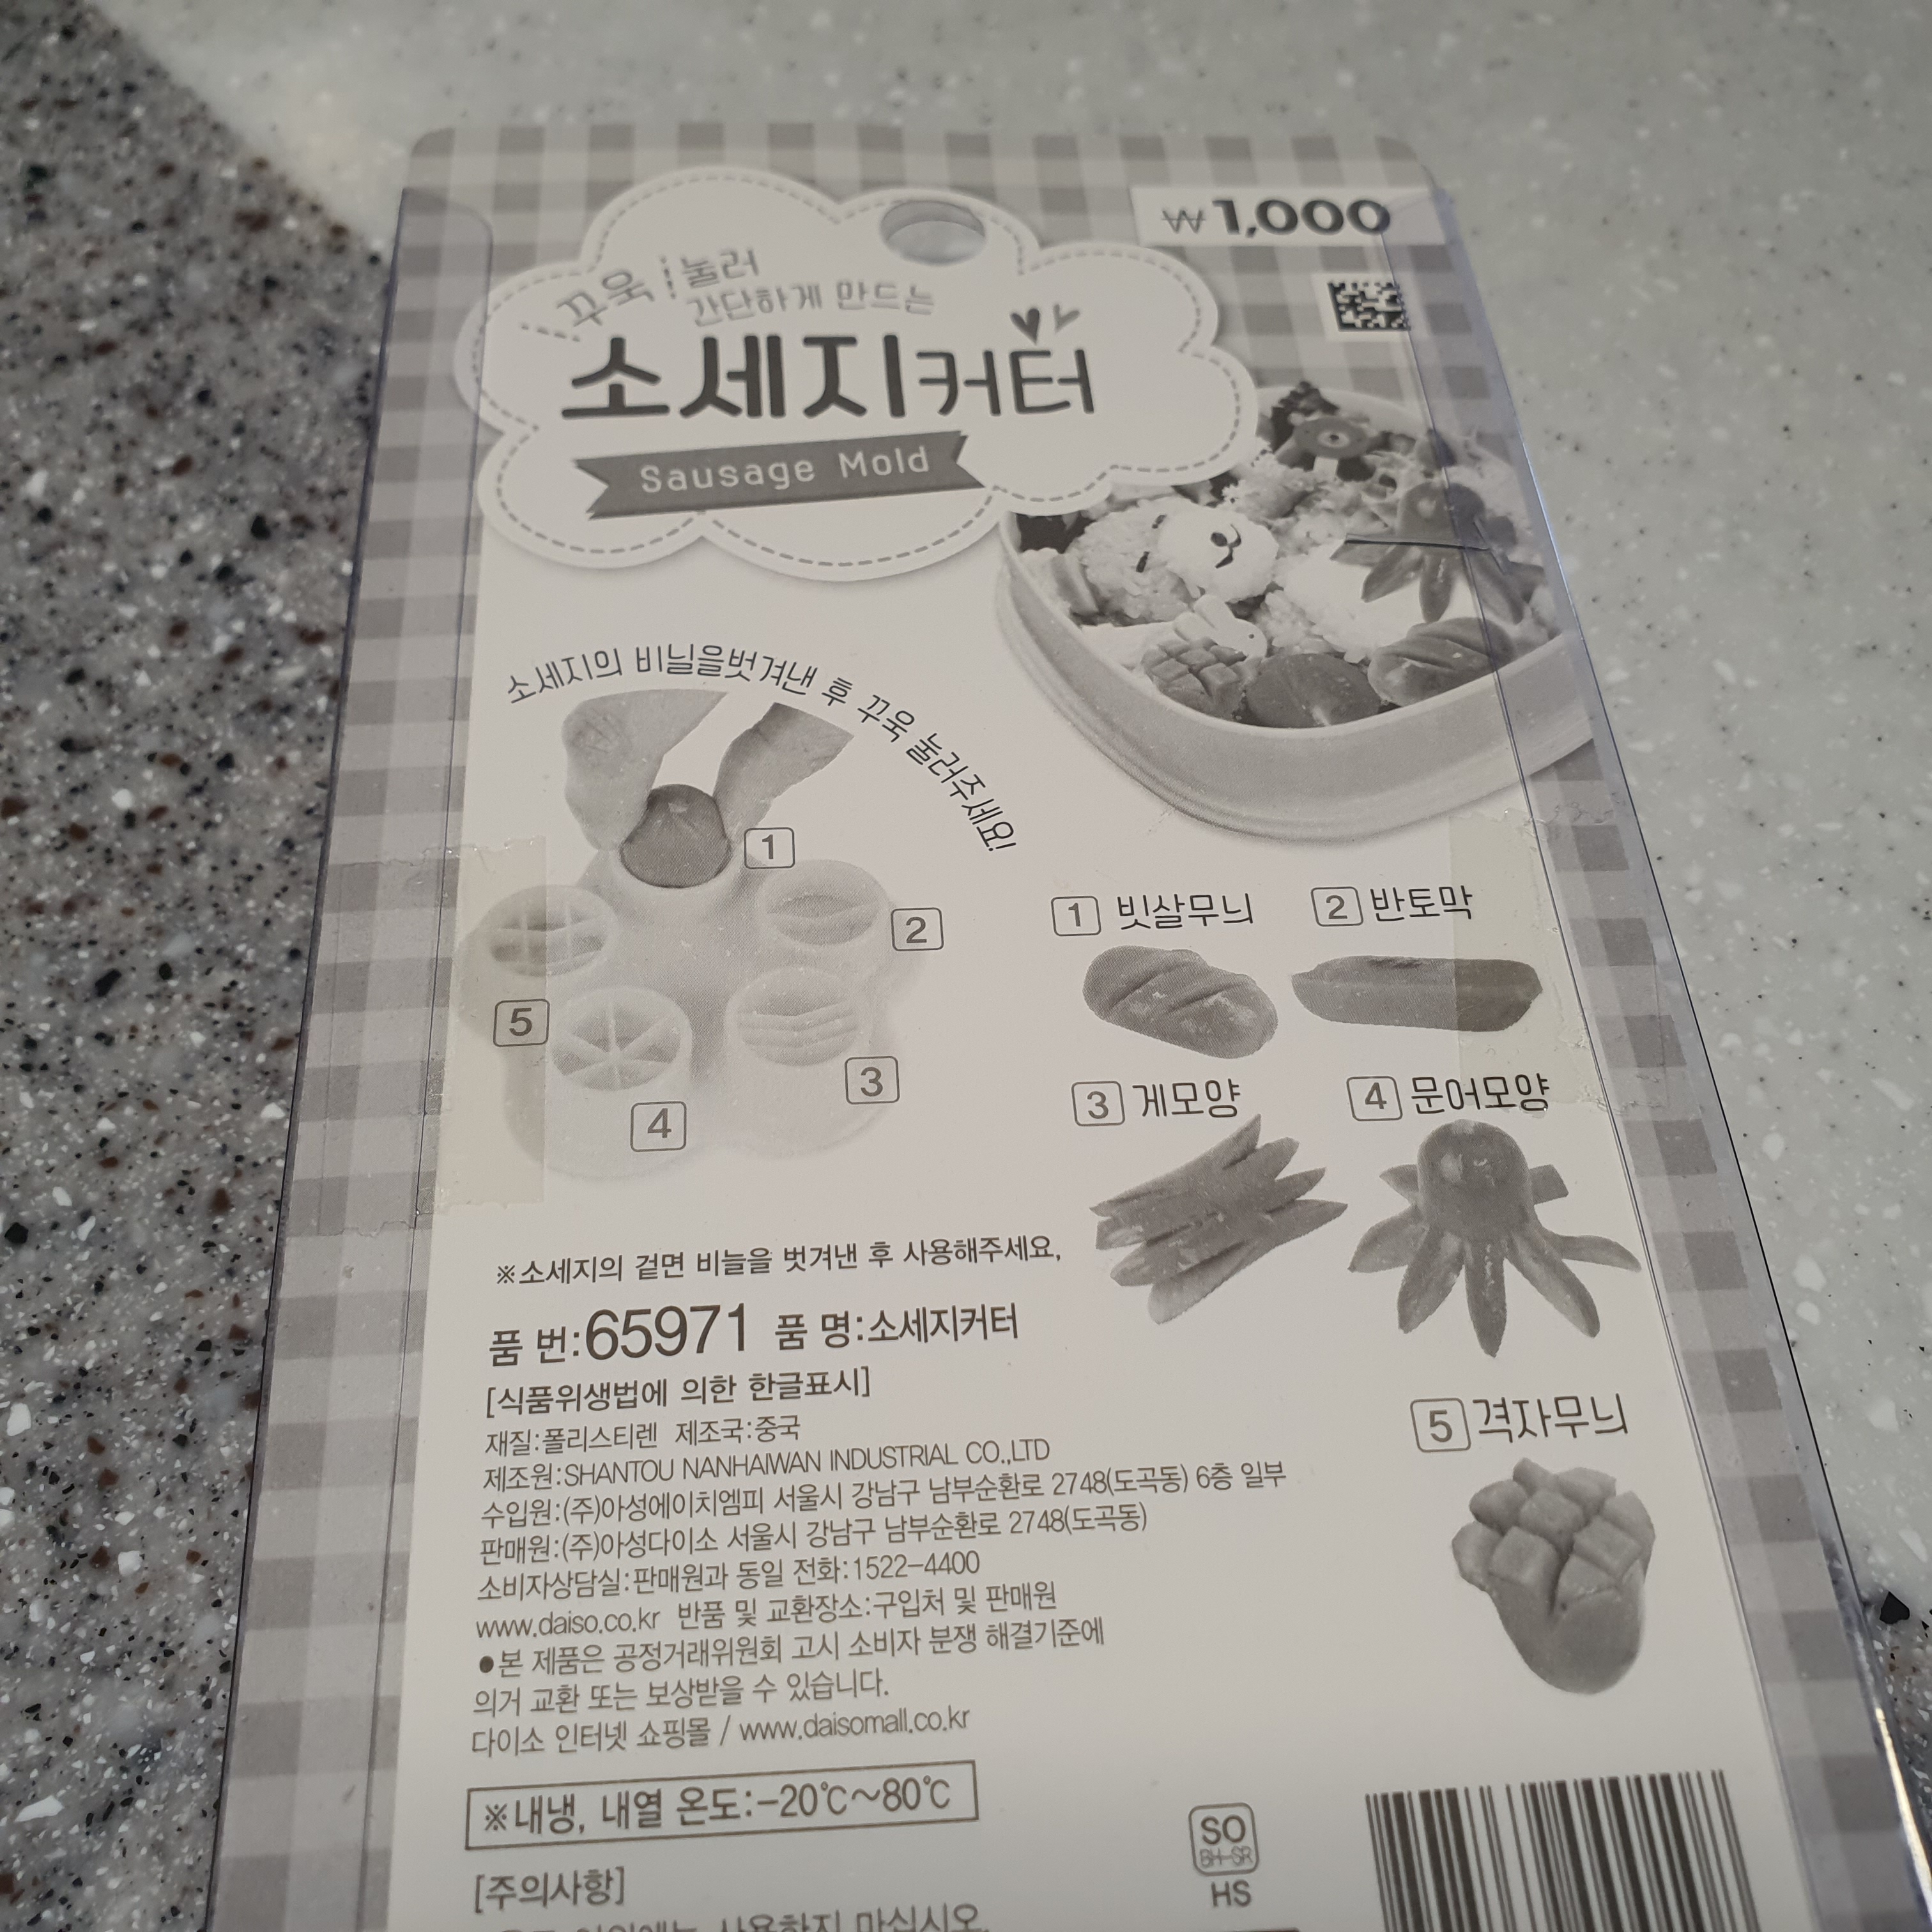 ₩1,000
꾸욱! 눌러
간단하게 만드는
소세지커터
Sausage Mold
소세지의 비닐을벗겨낸 후 꾸욱 눌러주세요!
1
2
3
4
5
1 빗살무늬
2 반토막
3 게모양
4 문어모양
5 격자무늬
※소세지의 겉면 비늘을 벗겨낸 후 사용해주세요.
품 번:65971 품 명:소세지커터
[식품위생법에 의한 한글표시]
재질:폴리스티렌 제조국:중국
제조원:SHANTOU NANHAIWAN INDUSTRIAL CO.,LTD
수입원:(주)아성에이치엠피 서울시 강남구 남부순환로 2748(도곡동) 6층 일부
판매원:(주)아성다이소 서울시 강남구 남부순환로 2748(도곡동)
소비자상담실:판매원과 동일 전화:1522-4400
www.daiso.co.kr 반품 및 교환장소:구입처 및 판매원
●본 제품은 공정거래위원회 고시 소비자 분쟁 해결기준에
의거 교환 또는 보상받을 수 있습니다.
다이소 인터넷 쇼핑몰 / www.daisomall.co.kr
※내냉, 내열 온도:-20℃~80℃
[주의사항]
사용하지 마십시오.
SO
BH-SR
HS